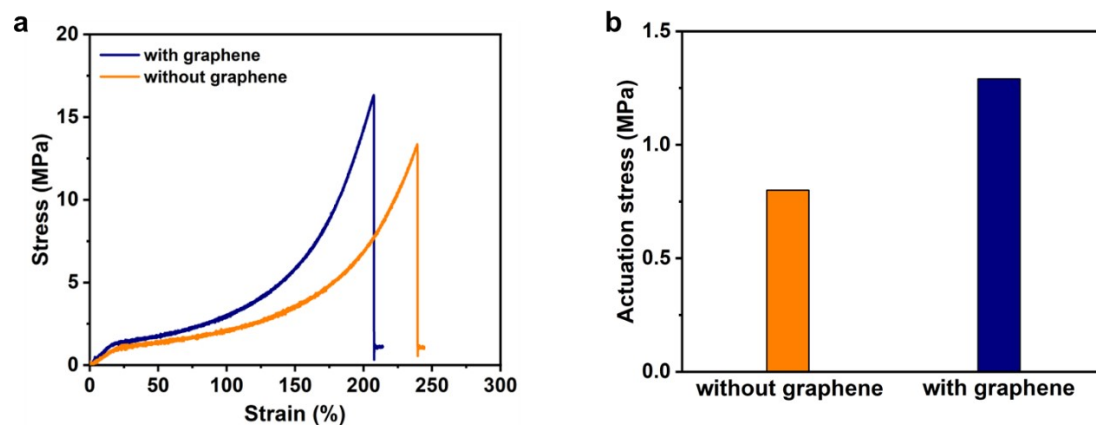 a
20
15
10
5
0
Stress (MPa)
with graphene
without graphene
0 50 100 150 200 250 300
Strain (%)
b
1.5
1.0
0.5
0.0
Actuation stress (MPa)
without graphene with graphene